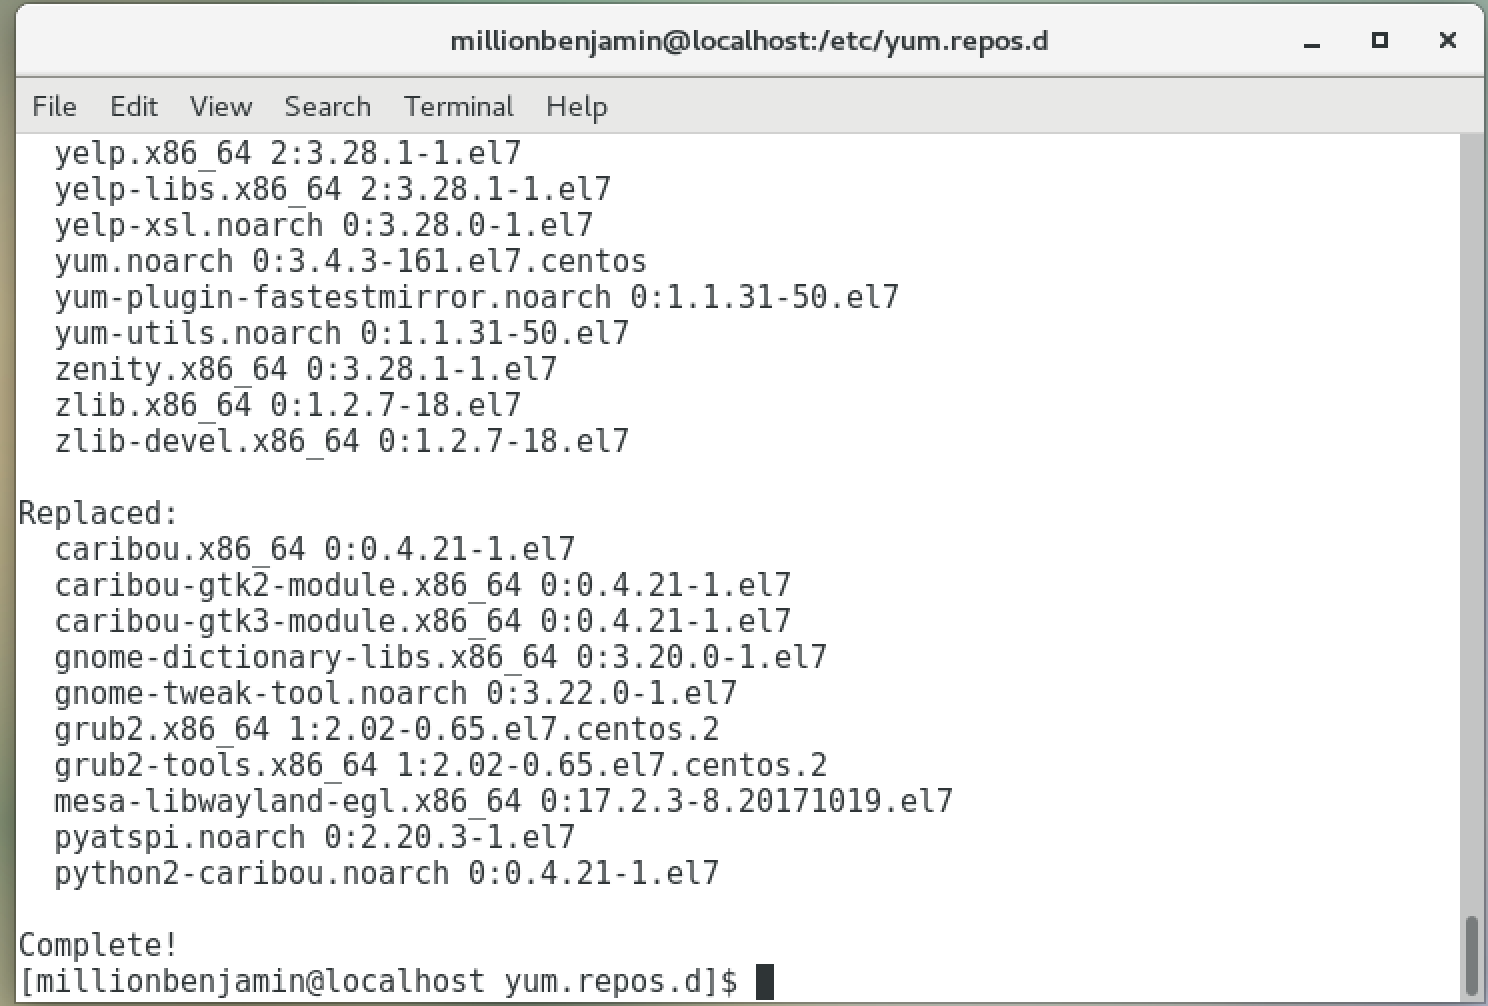 millionbenjamin@localhost:/etc/yum.repos.d
File Edit View Search Terminal Help
yelp.x86_64 2:3.28.1-1.el7
yelp-libs.x86_64 2:3.28.1-1.el7
yelp-xsl.noarch 0:3.28.0-1.el7
yum.noarch 0:3.4.3-161.el7.centos
yum-plugin-fastestmirror.noarch 0:1.1.31-50.el7
yum-utils.noarch 0:1.1.31-50.el7
zenity.x86_64 0:3.28.1-1.el7
zlib.x86_64 0:1.2.7-18.el7
zlib-devel.x86_64 0:1.2.7-18.el7
Replaced:
caribou.x86_64 0:0.4.21-1.el7
caribou-gtk2-module.x86_64 0:0.4.21-1.el7
caribou-gtk3-module.x86_64 0:0.4.21-1.el7
gnome-dictionary-libs.x86_64 0:3.20.0-1.el7
gnome-tweak-tool.noarch 0:3.22.0-1.el7
grub2.x86_64 1:2.02-0.65.el7.centos.2
grub2-tools.x86_64 1:2.02-0.65.el7.centos.2
mesa-libwayland-egl.x86_64 0:17.2.3-8.20171019.el7
pyatspi.noarch 0:2.20.3-1.el7
python2-caribou.noarch 0:0.4.21-1.el7
Complete!
[millionbenjamin@localhost yum.repos.d]$